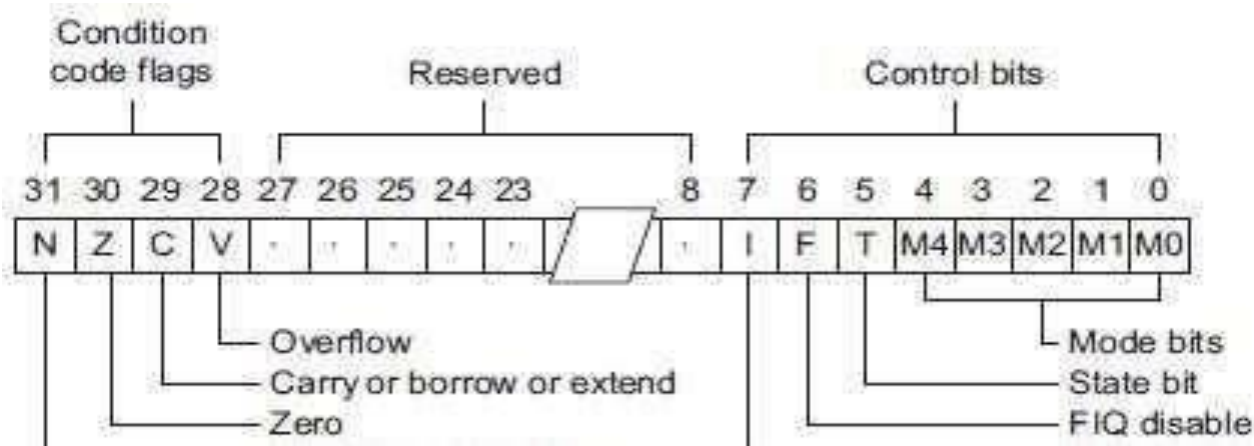 Condition
code flags
Reserved
Control bits
31 30 29 28 27 26 25 24 23 8 7 6 5 4 3 2 1 0
N Z C V . . . . . . I F T M4 M3 M2 M1 M0
Overflow
Mode bits
Carry or borrow or extend
State bit
Zero
FIQ disable